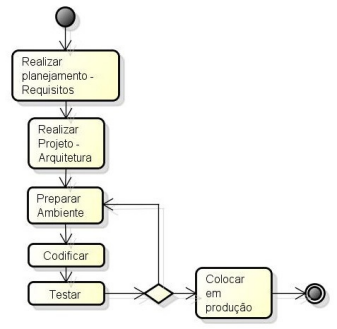 Realizar
planejamento -
Requisitos
Realizar
Projeto -
Arquitetura
Preparar
Ambiente
Codificar
Testar
Colocar
em
produção